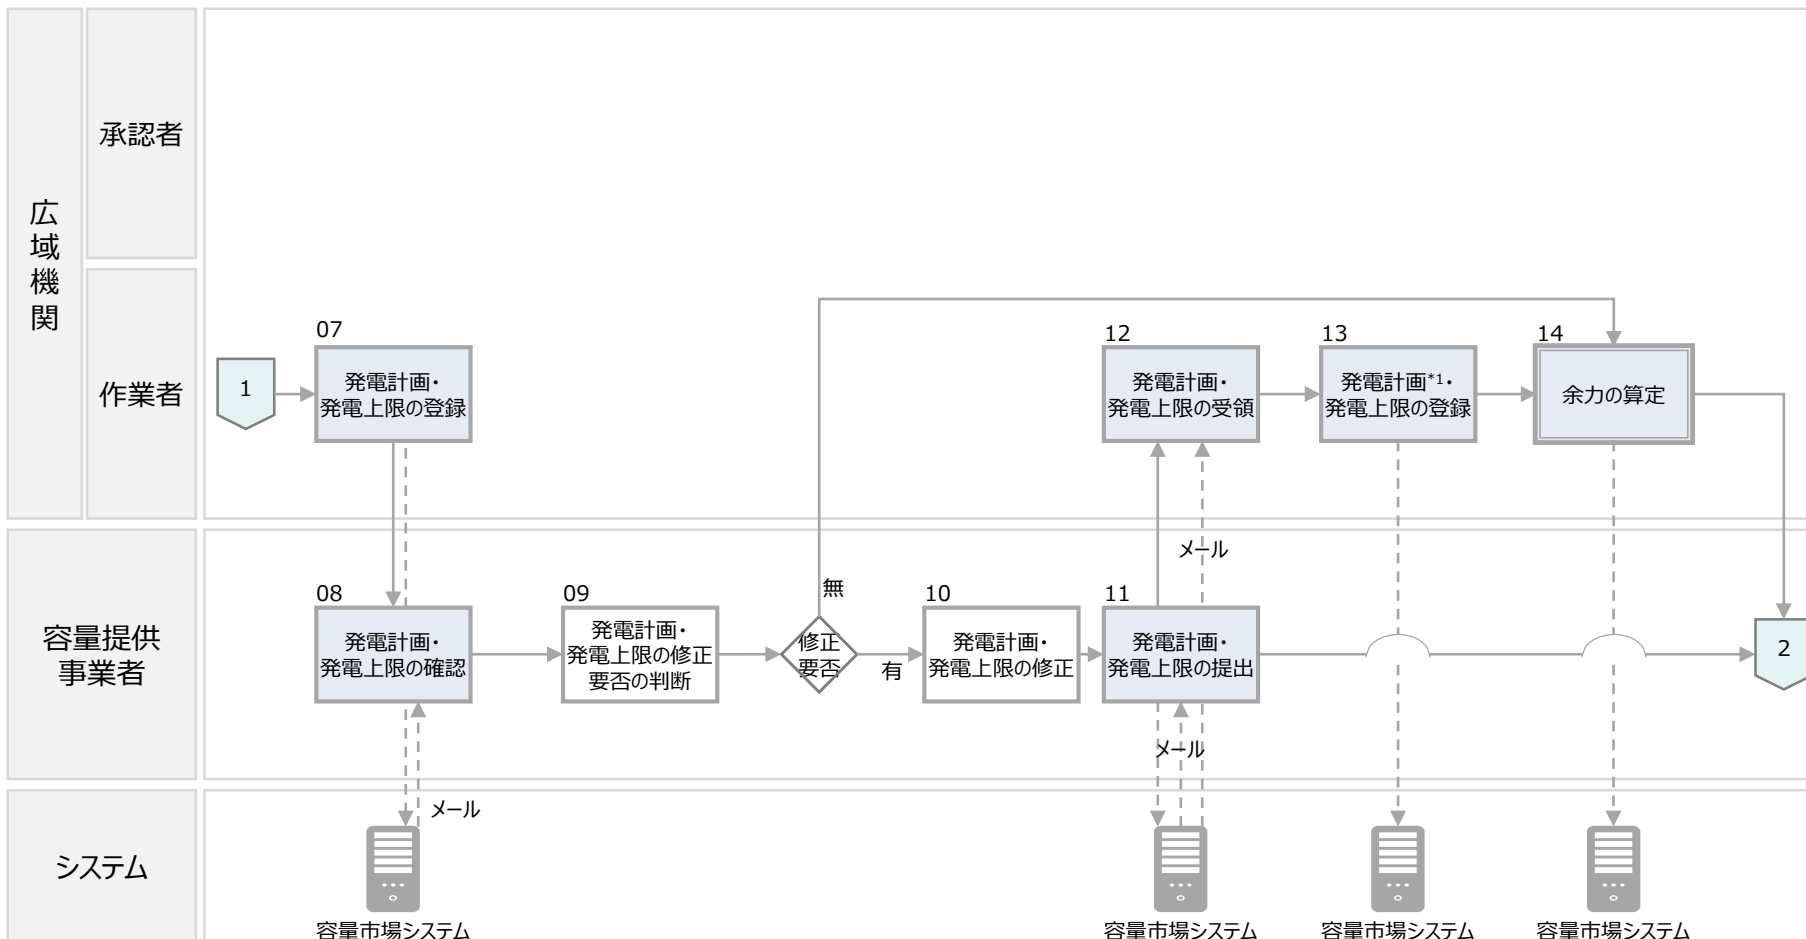 広域機関
承認者
作業者
1
07
発電計画・
発電上限の登録
12
発電計画・
発電上限の受領
13
発電計画*1・
発電上限の登録
14
余力の算定
容量提供
事業者
08
発電計画・
発電上限の確認
09
発電計画・
発電上限の修正
要否の判断
修正
要否
無
有
10
発電計画・
発電上限の修正
11
発電計画・
発電上限の提出
メール
2
メール
メール
システム
容量市場システム
容量市場システム
容量市場システム
容量市場システム